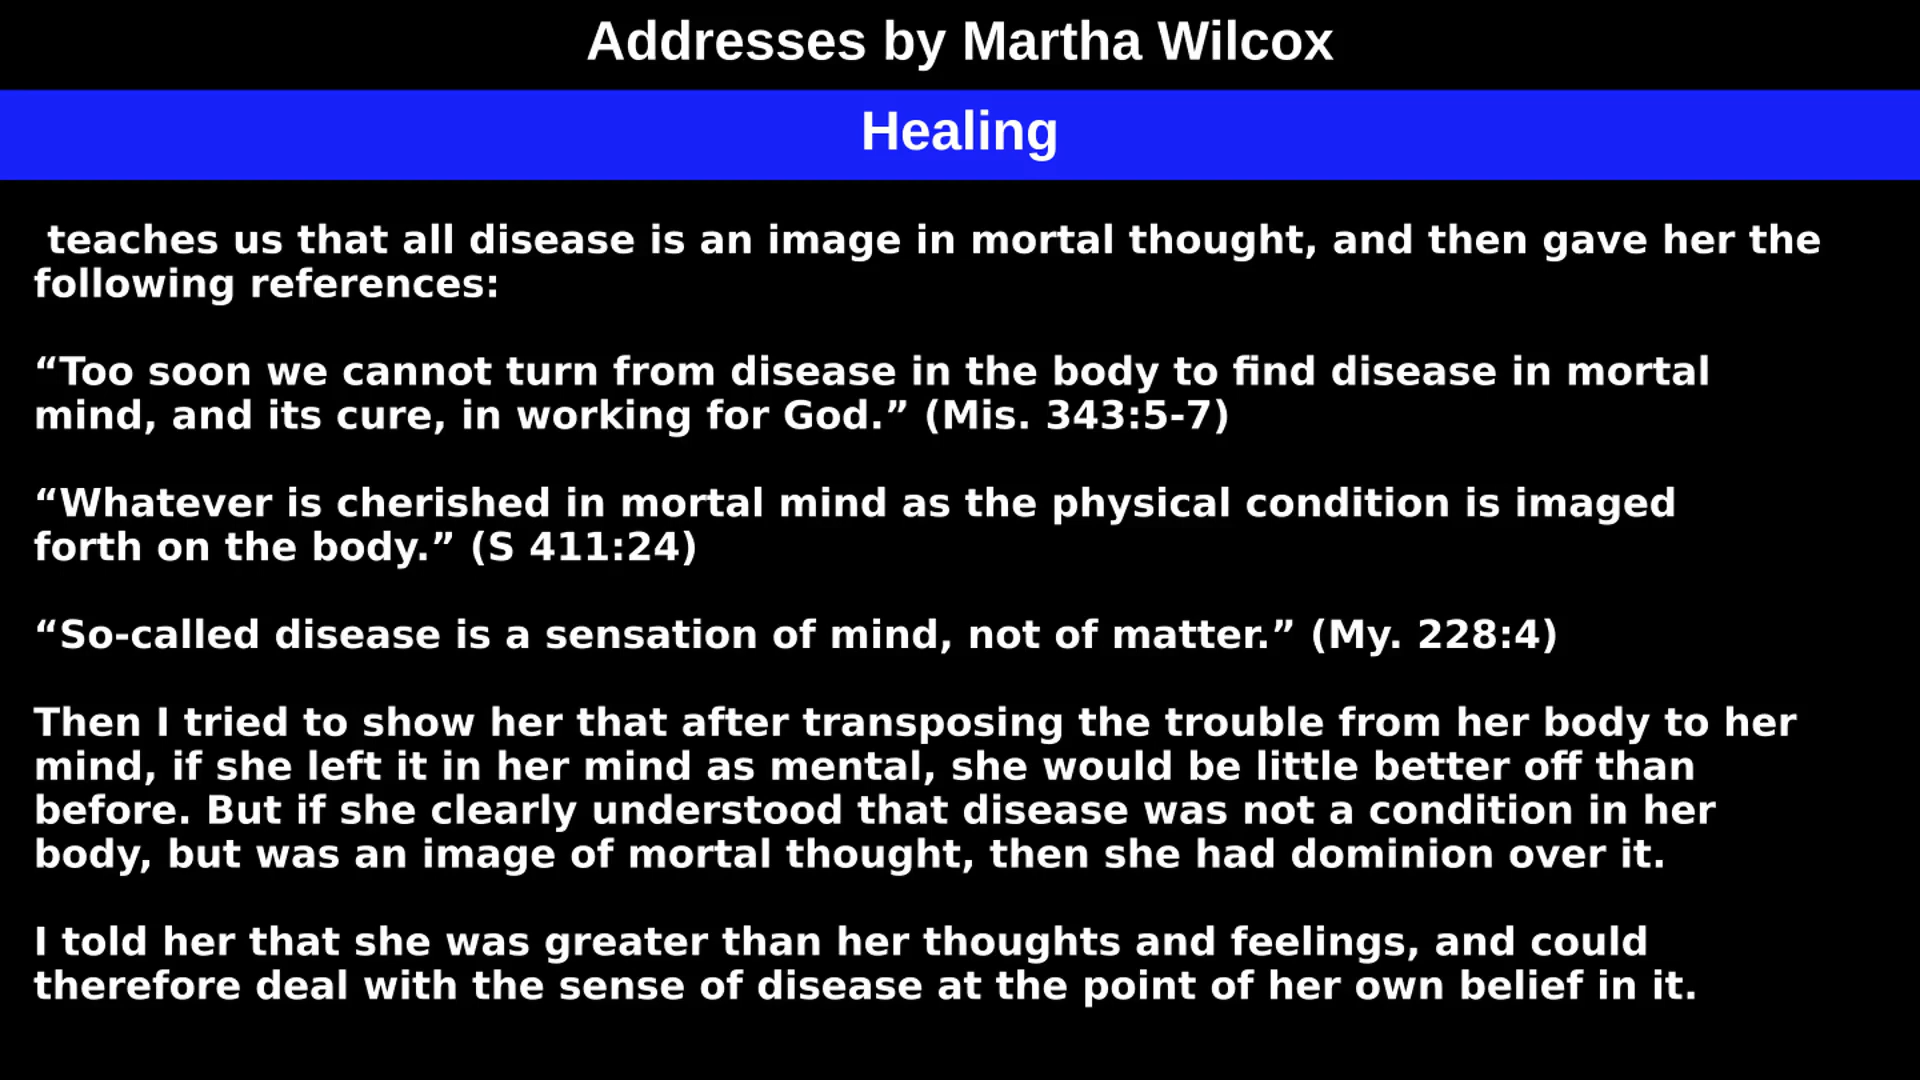 Addresses by Martha Wilcox
Healing
teaches us that all disease is an image in mortal thought, and then gave her the
following references:
“Too soon we cannot turn from disease in the body to find disease in mortal
mind, and its cure, in working for God.” (Mis. 343:5-7)
“Whatever is cherished in mortal mind as the physical condition is imaged
forth on the body.” (S 411:24)
“So-called disease is a sensation of mind, not of matter.” (My. 228:4)
Then I tried to show her that after transposing the trouble from her body to her
mind, if she left it in her mind as mental, she would be little better off than
before. But if she clearly understood that disease was not a condition in her
body, but was an image of mortal thought, then she had dominion over it.
I told her that she was greater than her thoughts and feelings, and could
therefore deal with the sense of disease at the point of her own belief in it.